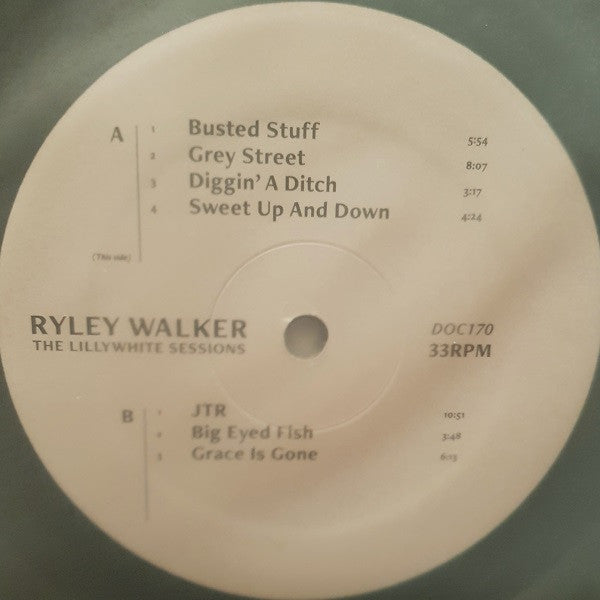 A 1 Busted Stuff 5:54
2 Grey Street 8:07
3 Diggin' A Ditch 3:17
4 Sweet Up And Down 4:24
(This side)
RYLEY WALKER DOC170
THE LILLYWHITE SESSIONS 33RPM
B 1 JTR 10:51
2 Big Eyed Fish 3:48
3 Grace Is Gone 6:13